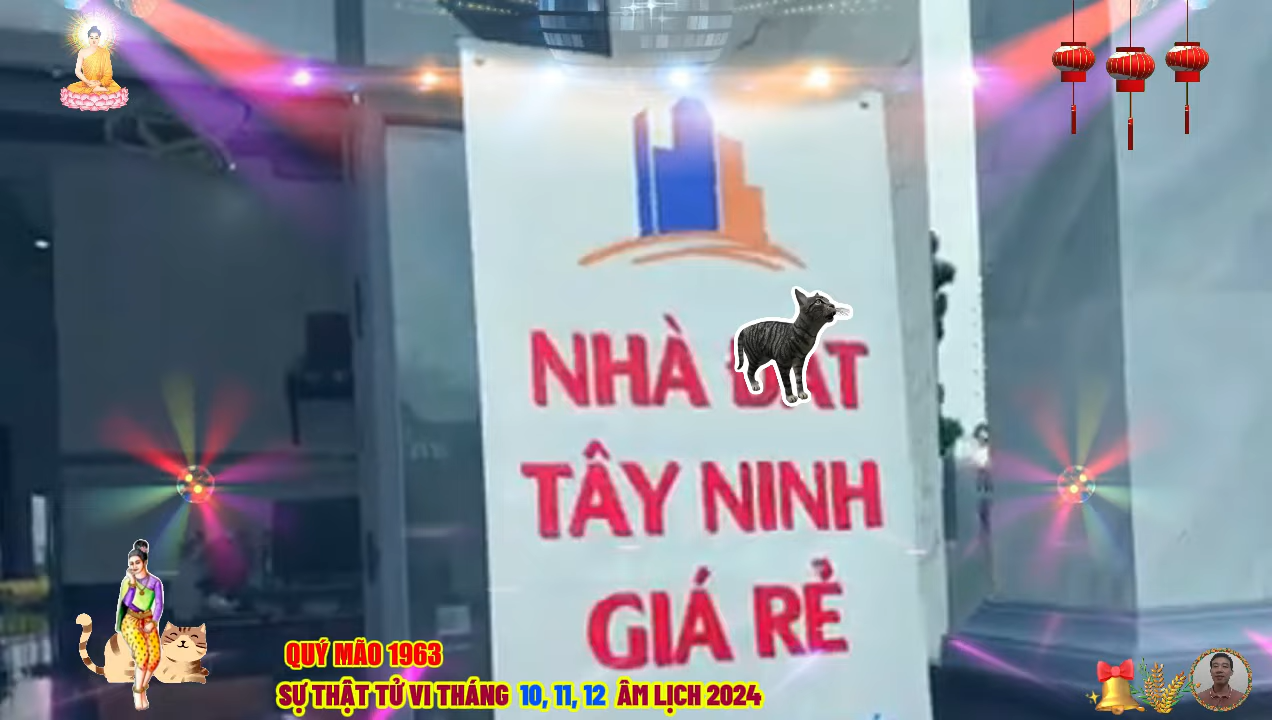 NHÀ ĐẤT
TÂY NINH
GIÁ RẺ
QUÝ MÃO 1963
SỰ THẬT TỬ VI THÁNG 10, 11, 12 ÂM LỊCH 2024